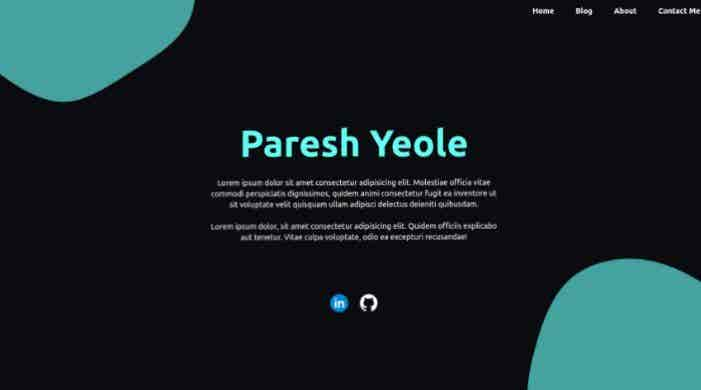 Home Blog About Contact Me
Paresh Yeole
Lorem ipsum dolor sit amet consectetur adipisicing elit. Molestiae officia vitae
commodi perspiciatis dignissimos, quidem animi consectetur fugit ea inventore ut
sit voluptate velit quisquam ullam adipisci delectus deleniti quibusdam.
Lorem ipsum dolor, sit amet consectetur adipisicing elit. Quidem officiis explicabo
aut tenetur. Vitae culpa voluptate, odio ea excepturi recusandae!
in